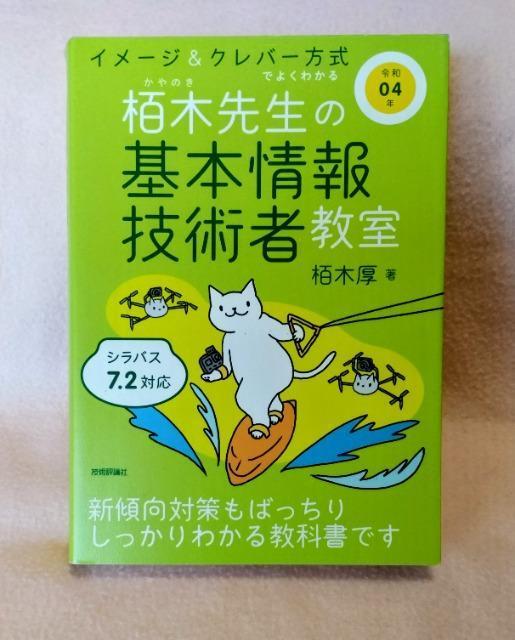 イメージ&クレバー方式
でよくわかる
かやのき
栢木先生の
基本情報
技術者教室
令和
04
年
栢木厚 著
シラバス
7.2対応
技術評論社
新傾向対策もばっちり
しっかりわかる教科書です